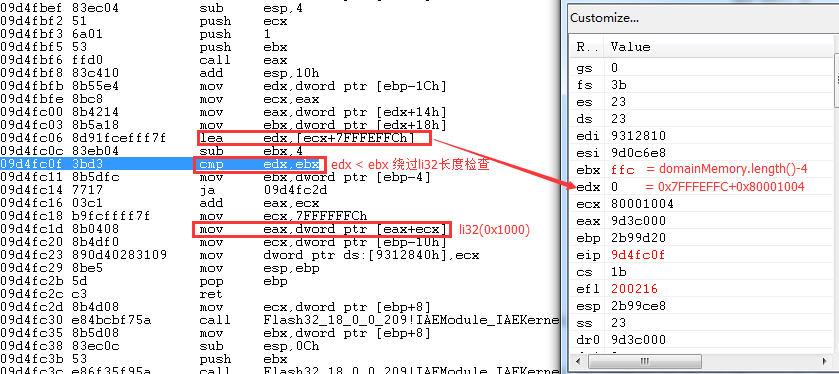 09d4fbef 83ec04 sub esp,4
09d4fbf2 51 push ecx
09d4fbf3 6a01 push 1
09d4fbf5 53 push ebx
09d4fbf6 ffd0 call eax
09d4fbf8 83c410 add esp,10h
09d4fbfb 8b55e4 mov edx,dword ptr [ebp-1Ch]
09d4fbfe 8bc8 mov ecx,eax
09d4fc00 8b4214 mov eax,dword ptr [edx+14h]
09d4fc03 8b5a18 mov ebx,dword ptr [edx+18h]
09d4fc06 8d91fcefff7f lea edx,[ecx+7FFFEFFCh]
09d4fc0c 83eb04 sub ebx,4
09d4fc0f 3bd3 cmp edx,ebx edx < ebx 绕过li32长度检查
09d4fc11 8b5dfc mov ebx,dword ptr [ebp-4]
09d4fc14 7717 ja 09d4fc2d
09d4fc16 03c1 add eax,ecx
09d4fc18 b9fcffff7f mov ecx,7FFFFFFCh
09d4fc1d 8b0408 mov eax,dword ptr [eax+ecx] li32(0x1000)
09d4fc20 8b4df0 mov ecx,dword ptr [ebp-10h]
09d4fc23 890d40283109 mov dword ptr ds:[9312840h],ecx
09d4fc29 8be5 mov esp,ebp
09d4fc2b 5d pop ebp
09d4fc2c c3 ret
09d4fc2d 8b4d08 mov ecx,dword ptr [ebp+8]
09d4fc30 e84bcbf75a call Flash32_18_0_0_209!IAEModule_IAEKerne
09d4fc35 8b5d08 mov ebx,dword ptr [ebp+8]
09d4fc38 83ec0c sub esp,0Ch
09d4fc3b 53 push ebx
09d4fc3c e86f35f95a call Flash32_18_0_0_209!IAEModule_IAEKerne
Customize...
R.. Value
gs 0
fs 3b
es 23
ds 23
edi 9312810
esi 9d0c6e8
ebx ffc = domainMemory.length()-4
edx 0 = 0x7FFFEFFC+0x80001004
ecx 80001004
eax 9d3c000
ebp 2b99d20
eip 9d4fc0f
cs 1b
efl 200216
esp 2b99ce8
ss 23
dr0 9d3c000